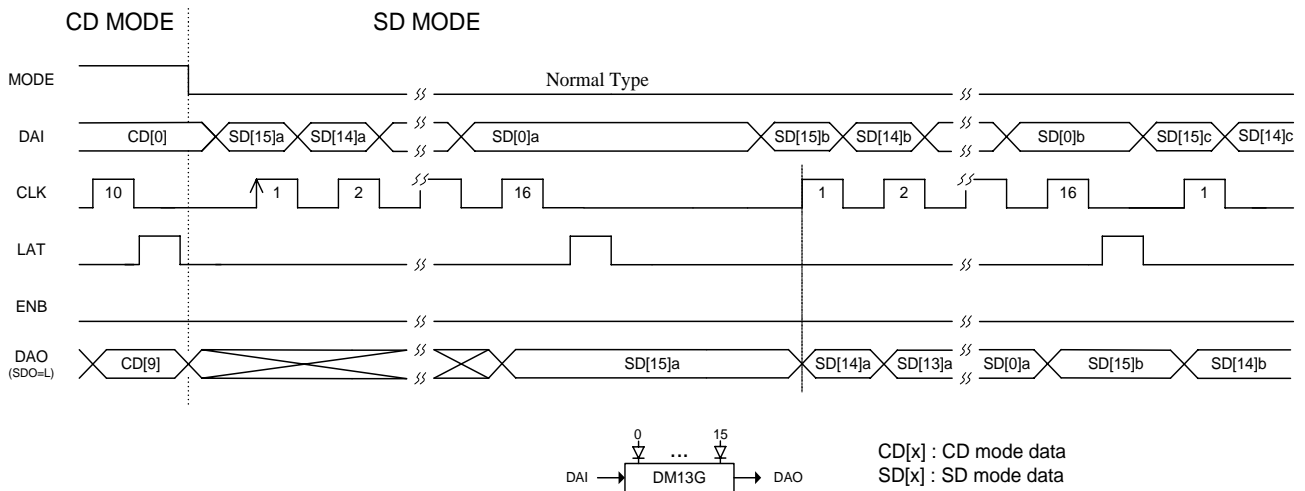 CD MODE SD MODE
MODE Normal Type
DAI CD[0] SD[15]a SD[14]a SD[0]a SD[15]b SD[14]b SD[0]b SD[15]c SD[14]c
CLK 10 1 2 16 1 2 16 1
LAT
ENB
DAO CD[9] SD[15]a SD[14]a SD[13]a SD[0]a SD[15]b SD[14]b
(SDO=L)
0 ... 15
DAI DM13G DAO
CD[x] : CD mode data
SD[x] : SD mode data